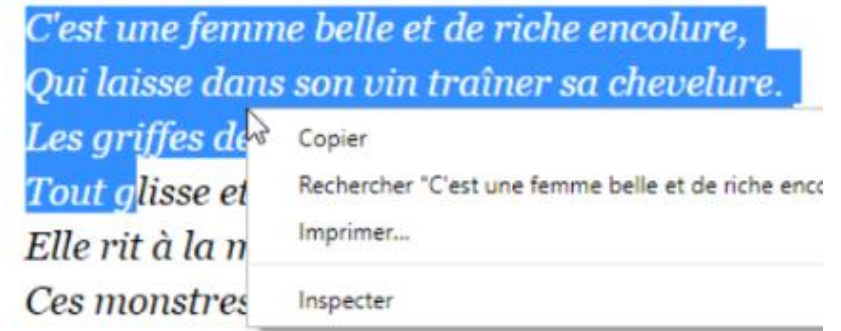 C'est une femme belle et de riche encolure,
Qui laisse dans son vin traîner sa chevelure.
Les griffes de
Tout glisse et
Elle rit à la
Ces monstres
Copier
Rechercher "C'est une femme belle et de riche
Imprimer...
Inspecter